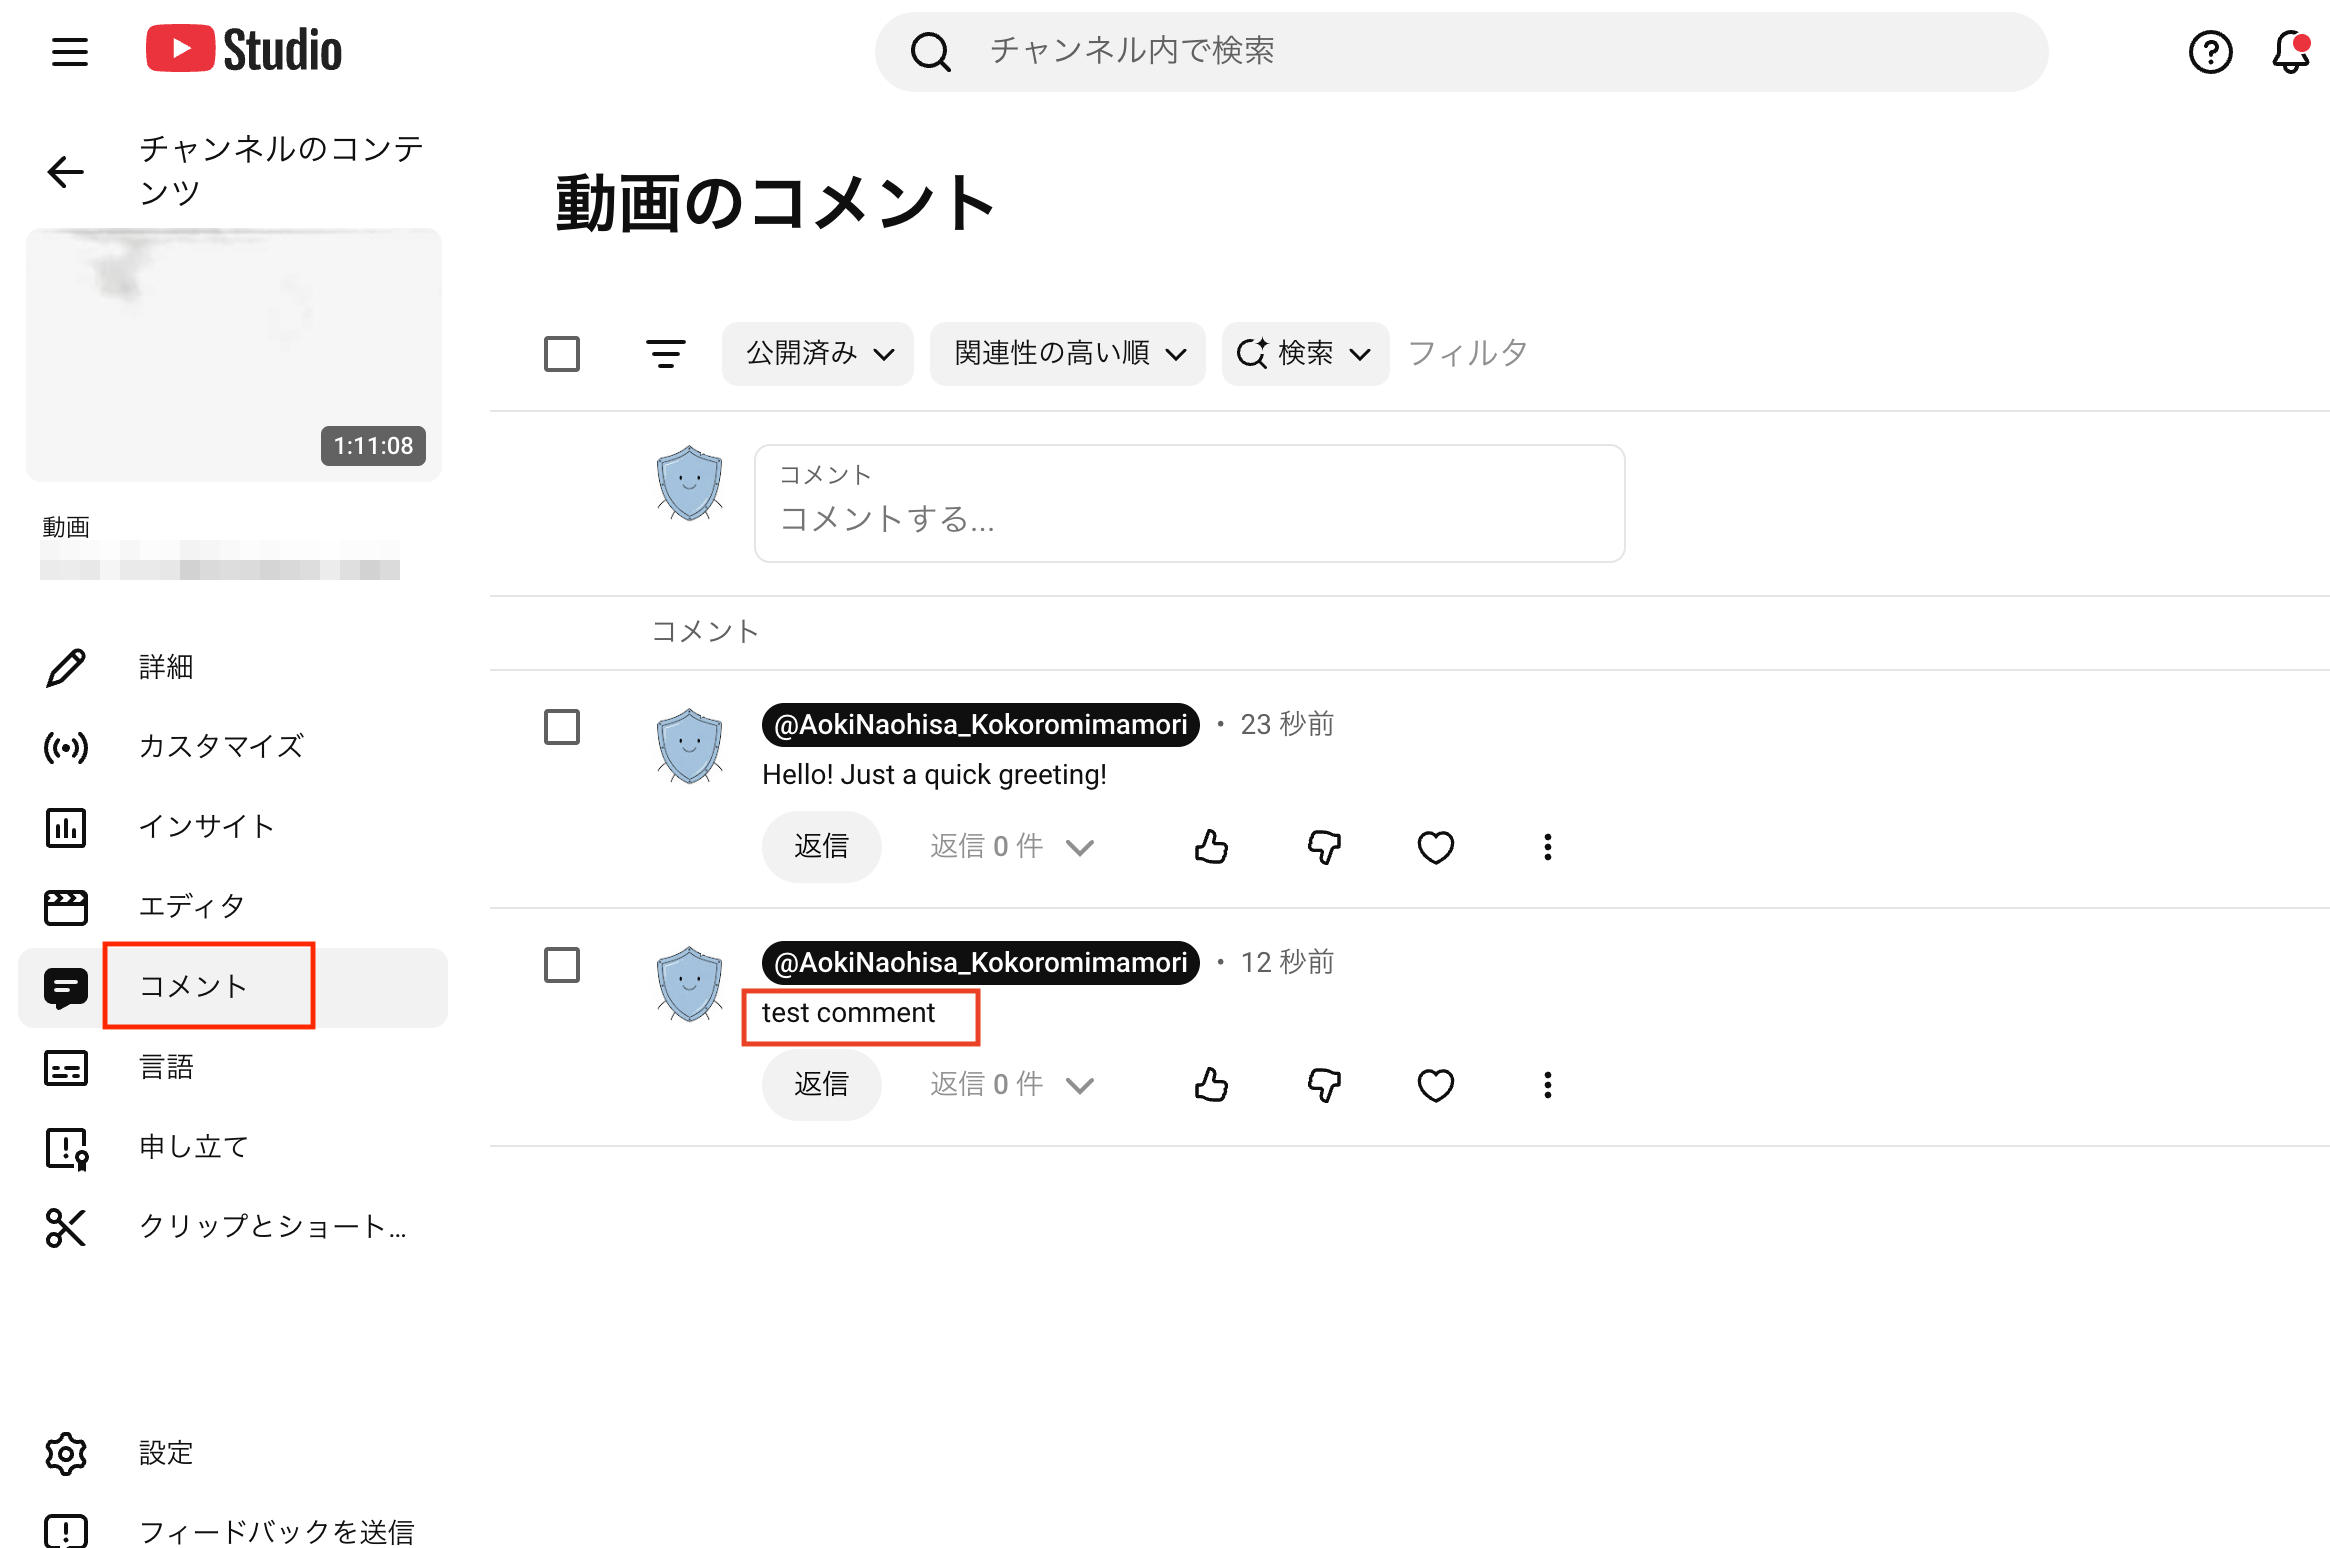 Studio
チャンネル内で検索
チャンネルのコンテ
ンツ
1:11:08
動画
詳細
カスタマイズ
インサイト
エディタ
コメント
言語
申し立て
クリップとショート...
設定
フィードバックを送信
動画のコメント
公開済み
関連性の高い順
検索
フィルタ
コメント
コメントする...
コメント
@AokiNaohisa_Kokoromimamori ・ 23 秒前
Hello! Just a quick greeting!
返信 返信 0 件
@AokiNaohisa_Kokoromimamori ・ 12 秒前
test comment
返信 返信 0 件